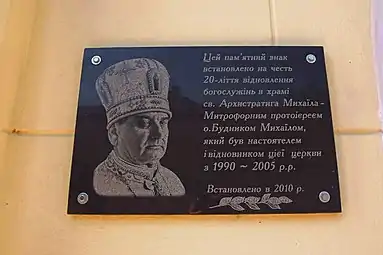 Цей пам'ятний знак
встановлено на честь
20-ліття відновлення
богослужінь в храмі
св. Архистратига Михаїла -
Митрофорним протоієреєм
о.Будником Михаїлом,
який був настоятелем
і відновником цієї церкви
з 1990 ~ 2005 р.р.
Встановлено в 2010 р.